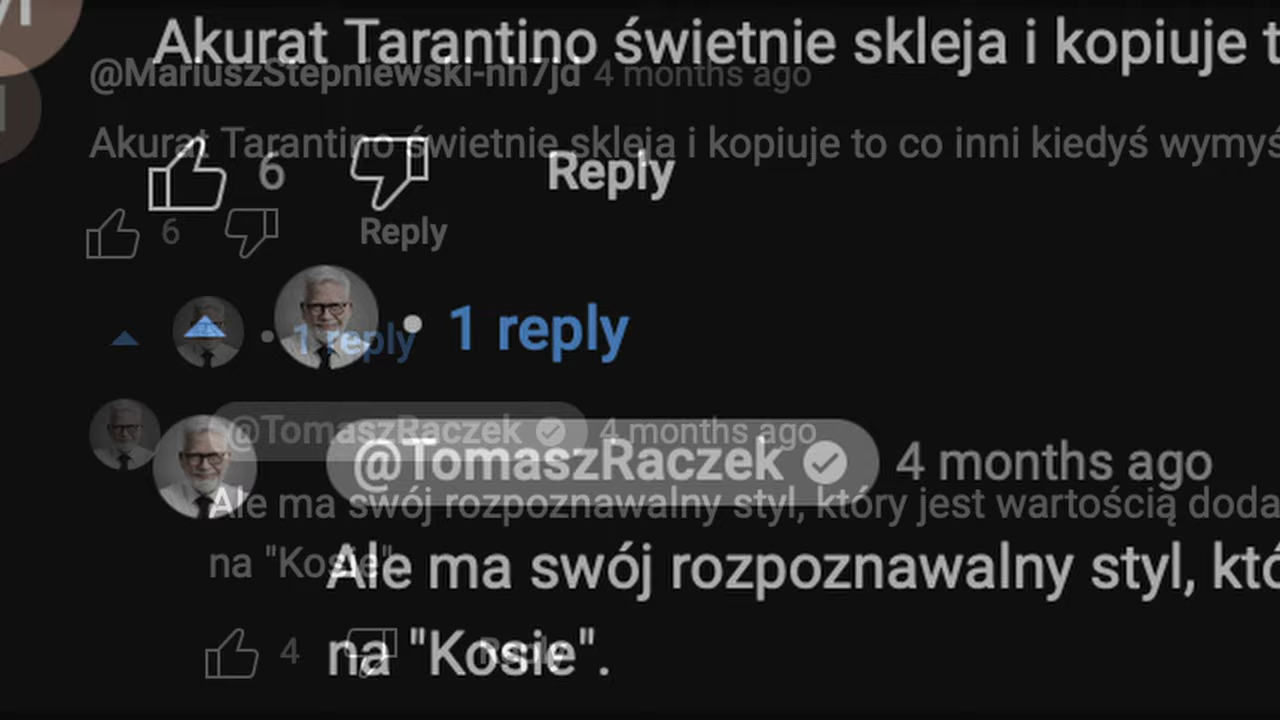 Akurat Tarantino świetnie skleja i kopiuje t
@MariuszStepniewski-nh7jd 4 months ago
Akurat Tarantino świetnie skleja i kopiuje to co inni kiedyś wymyś
6 Reply
6 Reply
1 reply
1 reply
@TomaszRaczek 4 months ago
@TomaszRaczek 4 months ago
Ale ma swój rozpoznawalny styl, który jest wartością doda
na "Kosie".
Ale ma swój rozpoznawalny styl, któ
na "Kosie".
4 Reply